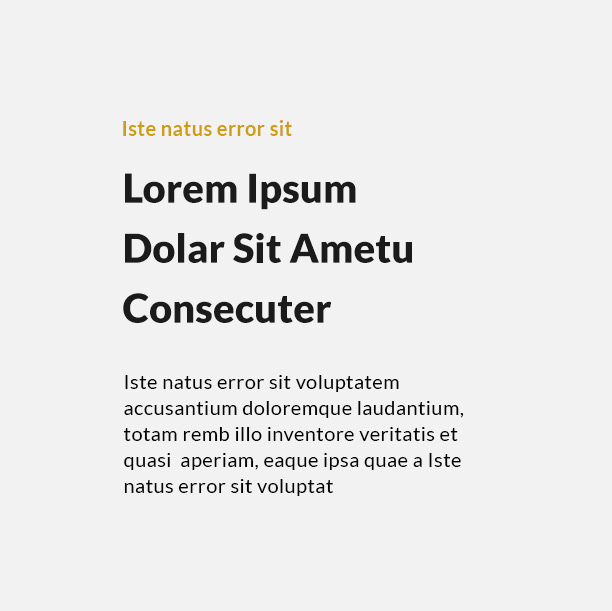 Iste natus error sit
Lorem Ipsum
Dolar Sit Ametu
Consecuter
Iste natus error sit voluptatem
accusantium doloremque laudantium,
totam remb illo inventore veritatis et
quasi  aperiam, eaque ipsa quae a Iste
natus error sit voluptat